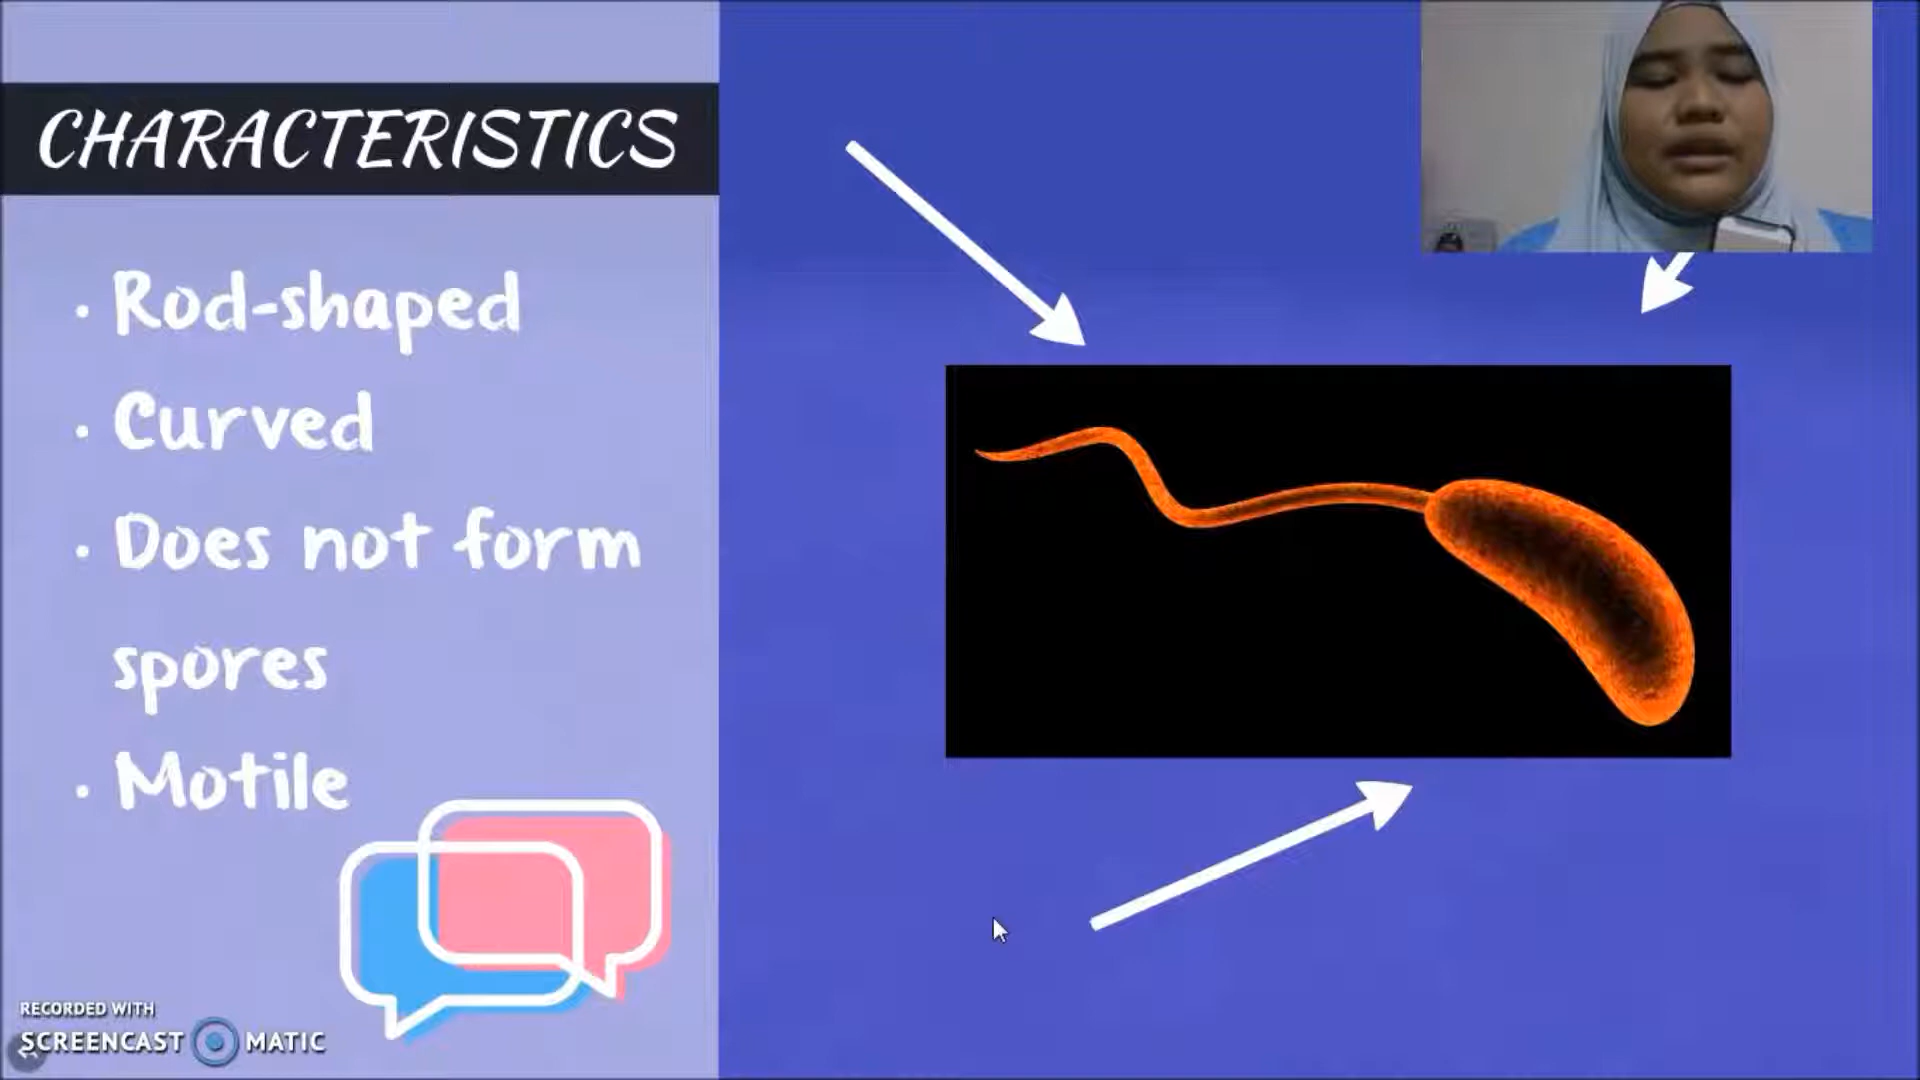 CHARACTERISTICS
• Rod-shaped
• Curved
• Does not form
spores
• Motile
RECORDED WITH
SCREENCAST MATIC